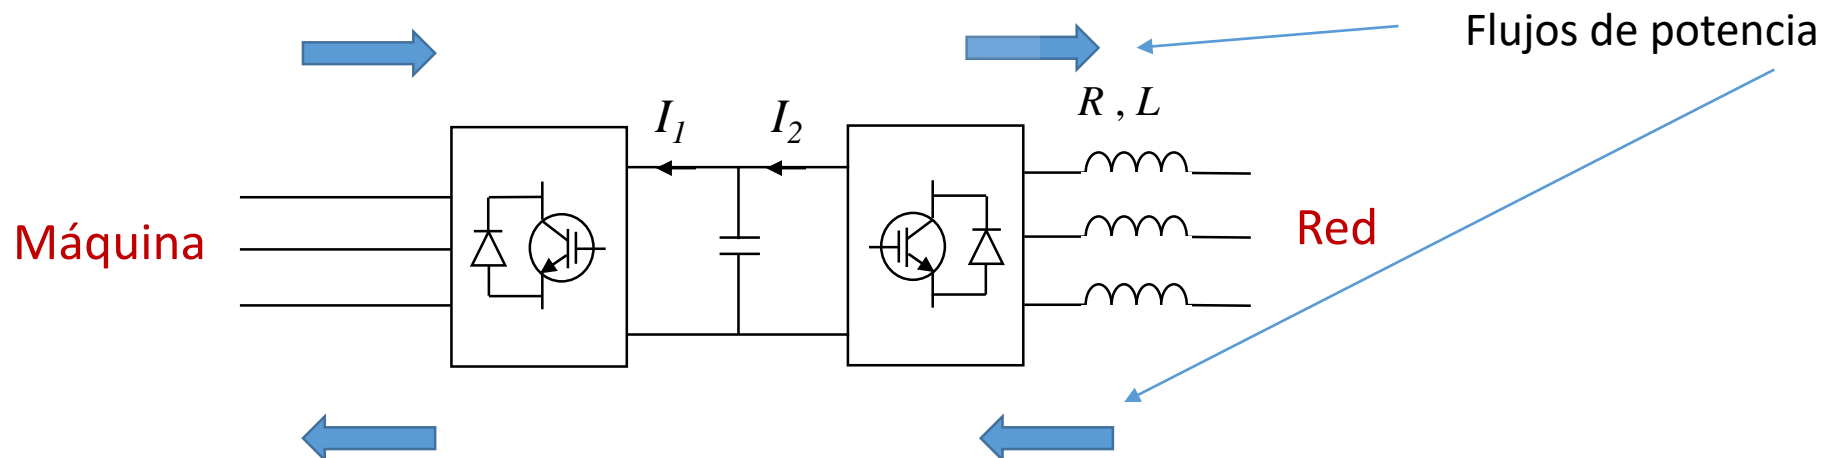 Flujos de potencia
R , L
I1 I2
Máquina
Red